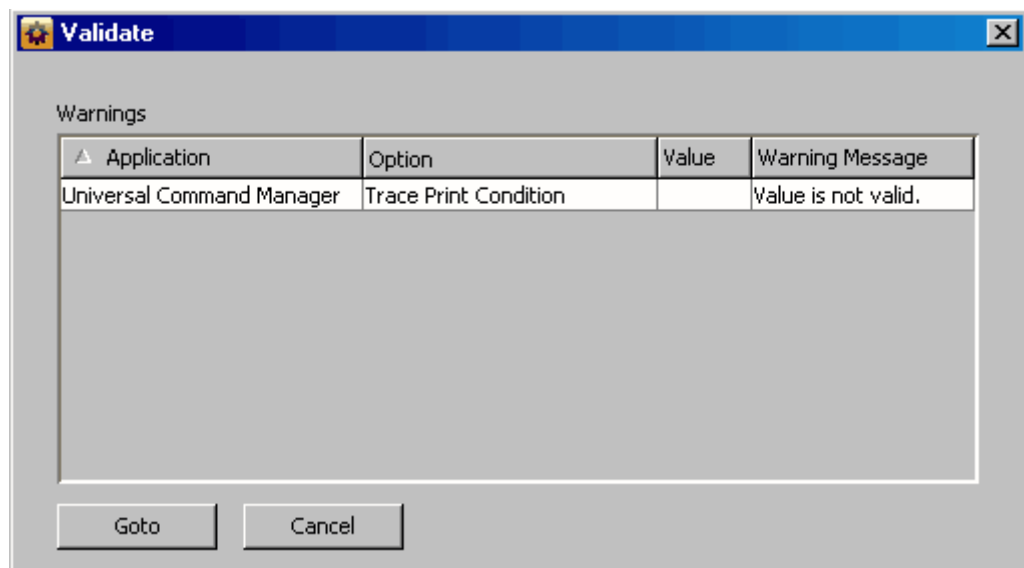 Validate
Warnings
Application Option Value Warning Message
Universal Command Manager Trace Print Condition Value is not valid.
Goto Cancel